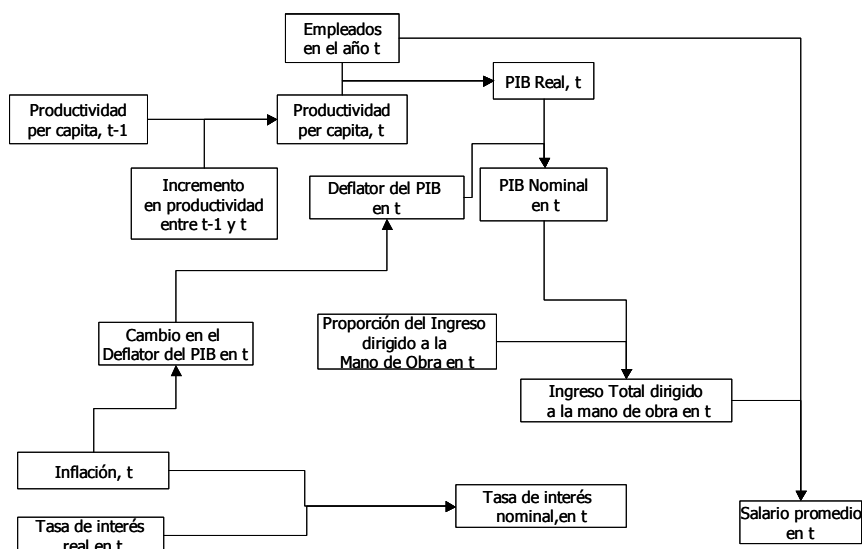 Empleados
en el año t
PIB Real, t
Productividad
per capita, t-1
Productividad
per capita, t
Incremento
en productividad
entre t-1 y t
Deflator del PIB
en t
PIB Nominal
en t
Cambio en el
Deflator del PIB en t
Proporción del Ingreso
dirigido a la
Mano de Obra en t
Ingreso Total dirigido
a la mano de obra en t
Inflación, t
Tasa de interés
nominal,en t
Salario promedio
en t
Tasa de interés
real en t